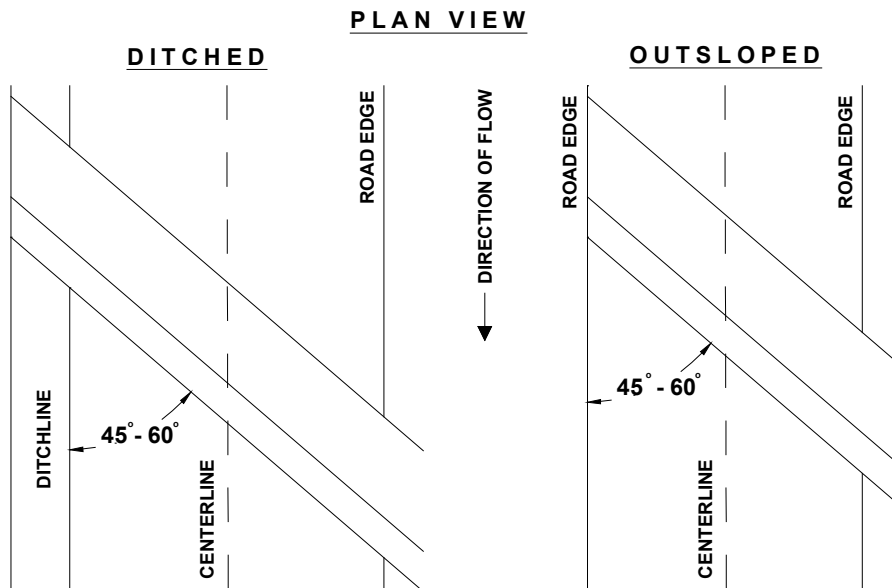 PLAN VIEW
DITCHED
OUTSLOPED
ROAD EDGE
DIRECTION OF FLOW
ROAD EDGE
ROAD EDGE
45°- 60°
45°- 60°
DITCHLINE
CENTERLINE
CENTERLINE